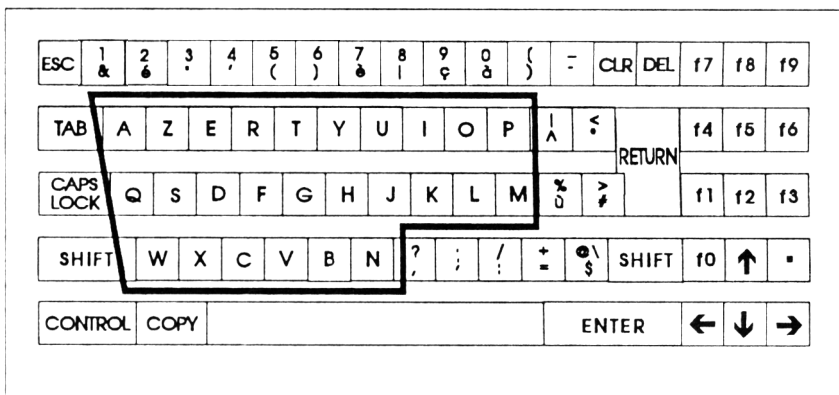 1 2 3 4 5 6 7 8 9 0 (
ESC & é " ' ( ) è ! ç à ) - CLR DEL f7 f8 f9
TAB A Z E R T Y U I O P | ^ < * f4 f5 f6
RETURN
CAPS LOCK Q S D F G H J K L M % ù > # f1 f2 f3
SHIFT W X C V B N ? , . ; / : + = @ \ $ SHIFT f0 ↑ ▪
CONTROL COPY ENTER ← ↓ →